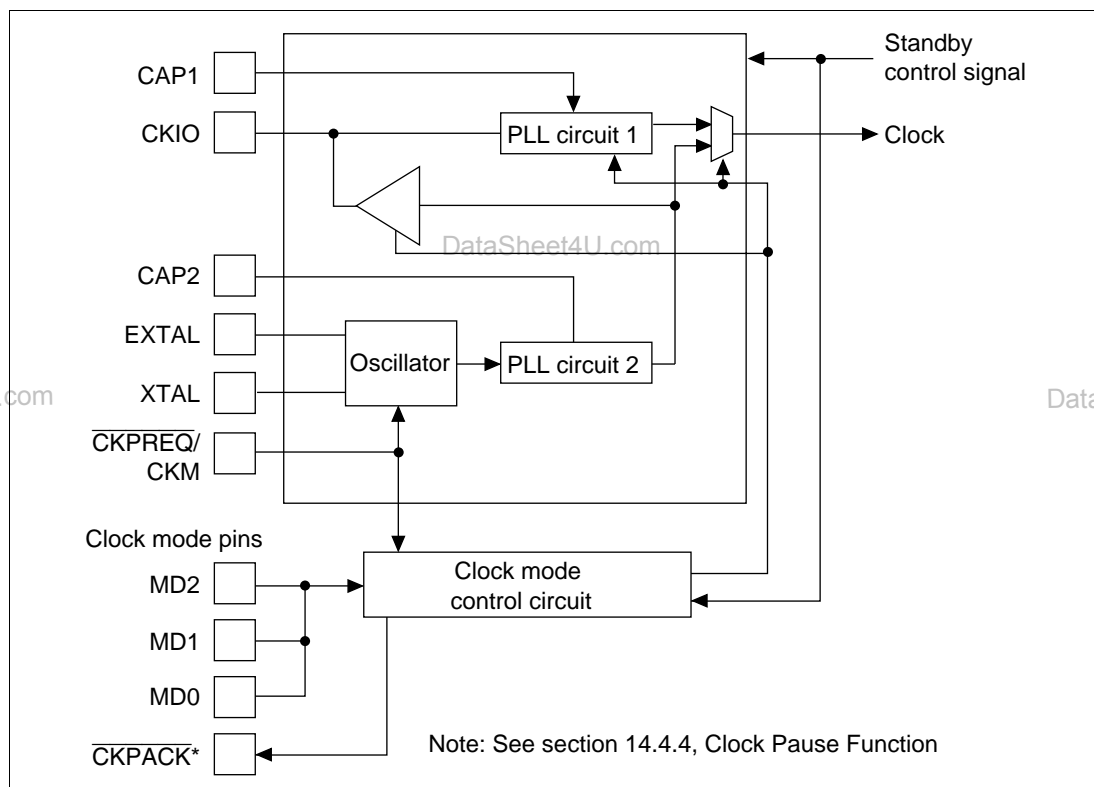 Standby
control signal
CAP1
CKIO
PLL circuit 1
Clock
DataSheet4U.com
CAP2
EXTAL
Oscillator
PLL circuit 2
XTAL
.com
Data
CKPREQ/
CKM
Clock mode pins
Clock mode
control circuit
MD2
MD1
MD0
CKPACK*
Note: See section 14.4.4, Clock Pause Function